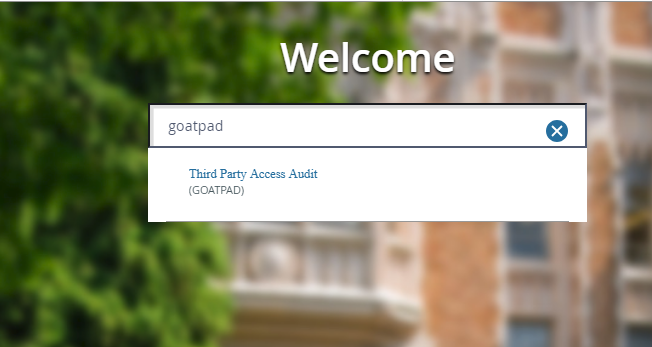 Welcome
goatpad
Third Party Access Audit
(GOATPAD)